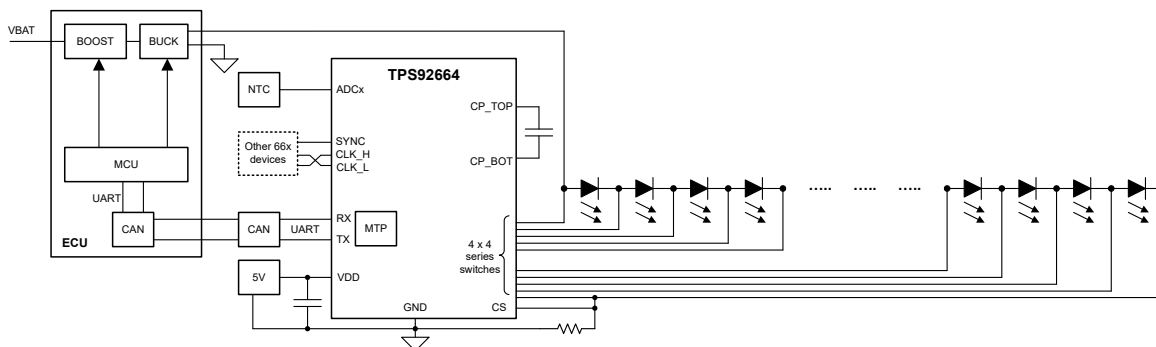 VBAT
BOOST
BUCK
MCU
UART
CAN
ECU
CAN
UART
TPS92664
NTC
ADCx
Other 66x
devices
SYNC
CLK_H
CLK_L
RX
TX
MTP
5V
VDD
GND
CP_TOP
CP_BOT
4 x 4
series
switches
CS
..... ..... .....